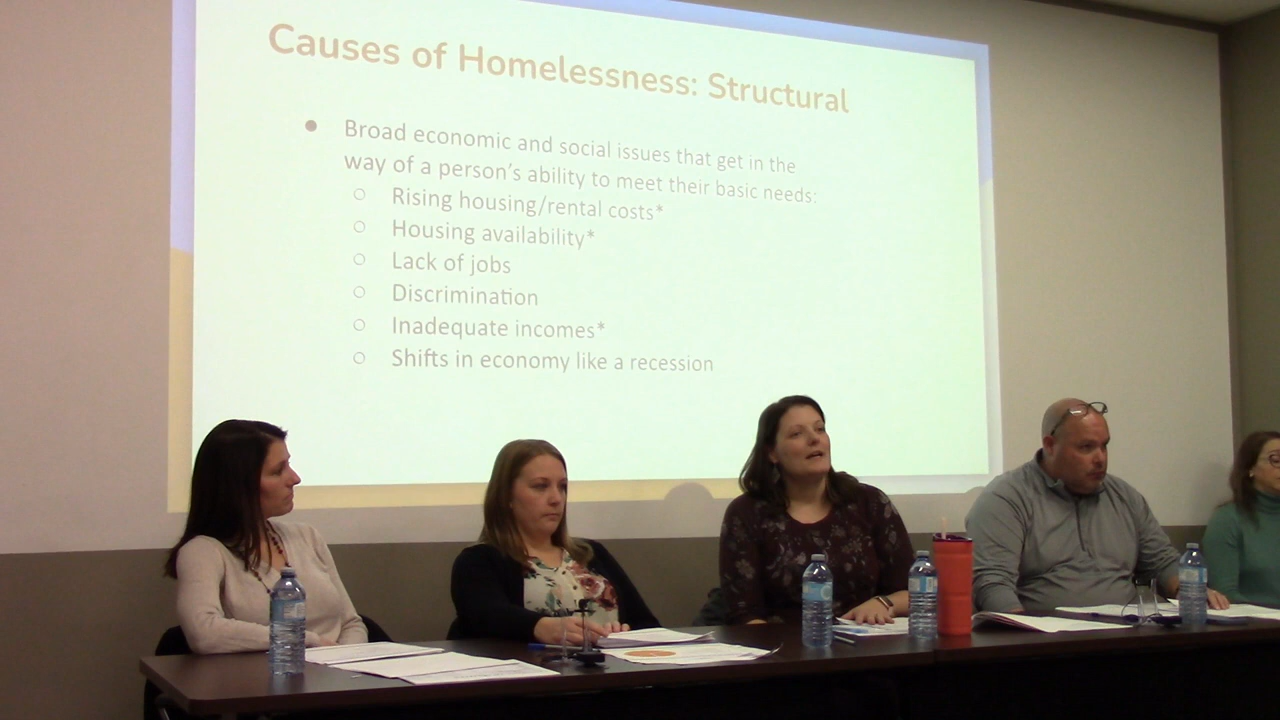 Causes of Homelessness: Structural
● Broad economic and social issues that get in the
way of a person's ability to meet their basic needs:
○ Rising housing/rental costs*
○ Housing availability*
○ Lack of jobs
○ Discrimination
○ Inadequate incomes*
○ Shifts in economy like a recession